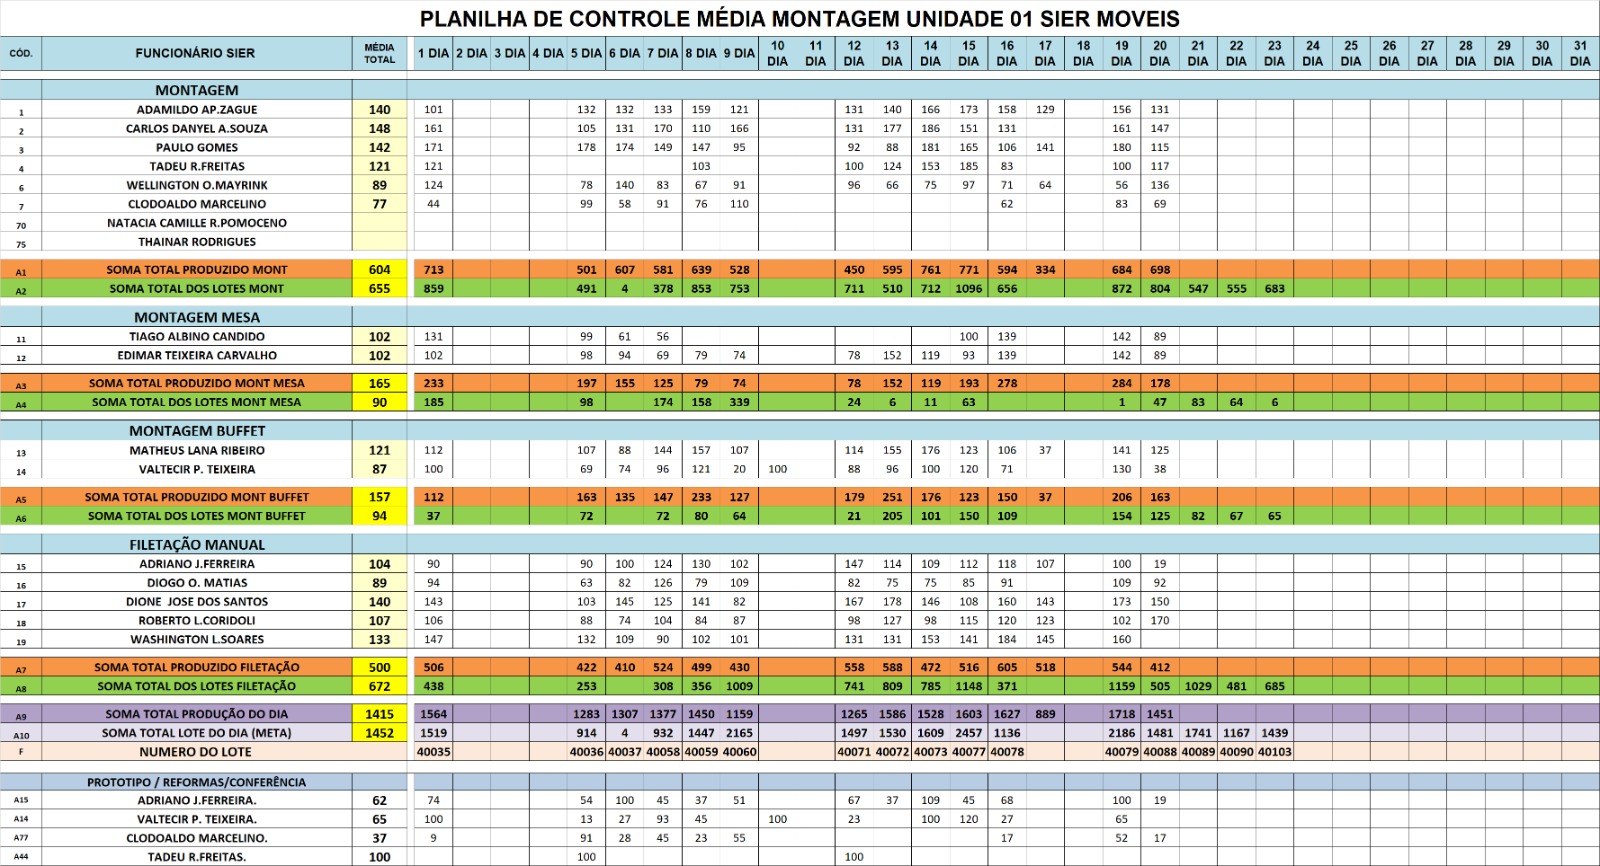 PLANILHA DE CONTROLE MÉDIA MONTAGEM UNIDADE 01 SIER MOVEIS
CÓD. FUNCIONÁRIO SIER MÉDIA TOTAL 1 DIA 2 DIA 3 DIA 4 DIA 5 DIA 6 DIA 7 DIA 8 DIA 9 DIA 10 DIA 11 DIA 12 DIA 13 DIA 14 DIA 15 DIA 16 DIA 17 DIA 18 DIA 19 DIA 20 DIA 21 DIA 22 DIA 23 DIA 24 DIA 25 DIA 26 DIA 27 DIA 28 DIA 29 DIA 30 DIA 31 DIA
MONTAGEM
1 ADAMILDO AP.ZAGUE 140 101 132 132 133 159 121 131 140 166 173 158 129 156 131
2 CARLOS DANYEL A.SOUZA 148 161 105 131 170 110 166 131 177 186 151 131 161 147
3 PAULO GOMES 142 171 178 174 149 147 95 92 88 181 165 106 141 180 115
4 TADEU R.FREITAS 121 121 103 100 124 153 185 83 100 117
6 WELLINGTON O.MAYRINK 89 124 78 140 83 67 91 96 66 75 97 71 64 56 136
7 CLODOALDO MARCELINO 77 44 99 58 91 76 110 62 83 69
70 NATACIA CAMILLE R.POMOCENO
75 THAINAR RODRIGUES
A1 SOMA TOTAL PRODUZIDO MONT 604 713 501 607 581 639 528 450 595 761 771 594 334 684 698
A2 SOMA TOTAL DOS LOTES MONT 655 859 491 4 378 853 753 711 510 712 1096 656 872 804 547 555 683
MONTAGEM MESA
11 TIAGO ALBINO CANDIDO 102 131 99 61 56 100 139 142 89
12 EDIMAR TEIXEIRA CARVALHO 102 102 98 94 69 79 74 78 152 119 93 139 142 89
A3 SOMA TOTAL PRODUZIDO MONT MESA 165 233 197 155 125 79 74 78 152 119 193 278 284 178
A4 SOMA TOTAL DOS LOTES MONT MESA 90 185 98 174 158 339 24 6 11 63 1 47 83 64 6
MONTAGEM BUFFET
13 MATHEUS LANA RIBEIRO 121 112 107 88 144 157 107 114 155 176 123 106 37 141 125
14 VALTECIR P. TEIXEIRA 87 100 69 74 96 121 20 100 88 96 100 120 71 130 38
A5 SOMA TOTAL PRODUZIDO MONT BUFFET 157 112 163 135 147 233 127 179 251 176 123 150 37 206 163
A6 SOMA TOTAL DOS LOTES MONT BUFFET 94 37 72 72 80 64 21 205 101 150 109 154 125 82 67 65
FILETAÇÃO MANUAL
15 ADRIANO J.FERREIRA 104 90 90 100 124 130 102 147 114 109 112 118 107 100 19
16 DIOGO O. MATIAS 89 94 63 82 126 79 109 82 75 75 85 91 109 92
17 DIONE JOSE DOS SANTOS 140 143 103 145 125 141 82 167 178 146 108 160 143 173 150
18 ROBERTO L.CORIDOLI 107 106 88 74 104 84 87 98 127 98 115 120 123 102 170
19 WASHINGTON L.SOARES 133 147 132 109 90 102 101 131 131 153 141 184 145 160
A7 SOMA TOTAL PRODUZIDO FILETAÇÃO 500 506 422 410 524 499 430 558 588 472 516 605 518 544 412
A8 SOMA TOTAL DOS LOTES FILETAÇÃO 672 438 253 308 356 1009 741 809 785 1148 371 1159 505 1029 481 685
A9 SOMA TOTAL PRODUÇÃO DO DIA 1415 1564 1283 1307 1377 1450 1159 1265 1586 1528 1603 1627 889 1718 1451
A10 SOMA TOTAL LOTE DO DIA (META) 1452 1519 914 4 932 1447 2165 1497 1530 1609 2457 1136 2186 1481 1741 1167 1439
F NUMERO DO LOTE 40035 40036 40037 40058 40059 40060 40071 40072 40073 40077 40078 40079 40088 40089 40090 40103
PROTOTIPO / REFORMAS/CONFERÊNCIA
A15 ADRIANO J.FERREIRA. 62 74 54 100 45 37 51 67 37 109 45 68 100 19
A14 VALTECIR P. TEIXEIRA. 65 100 13 27 93 45 100 23 100 120 27 65
A77 CLODOALDO MARCELINO. 37 9 91 28 45 23 55 17 52 17
A44 TADEU R.FREITAS. 100 100 100